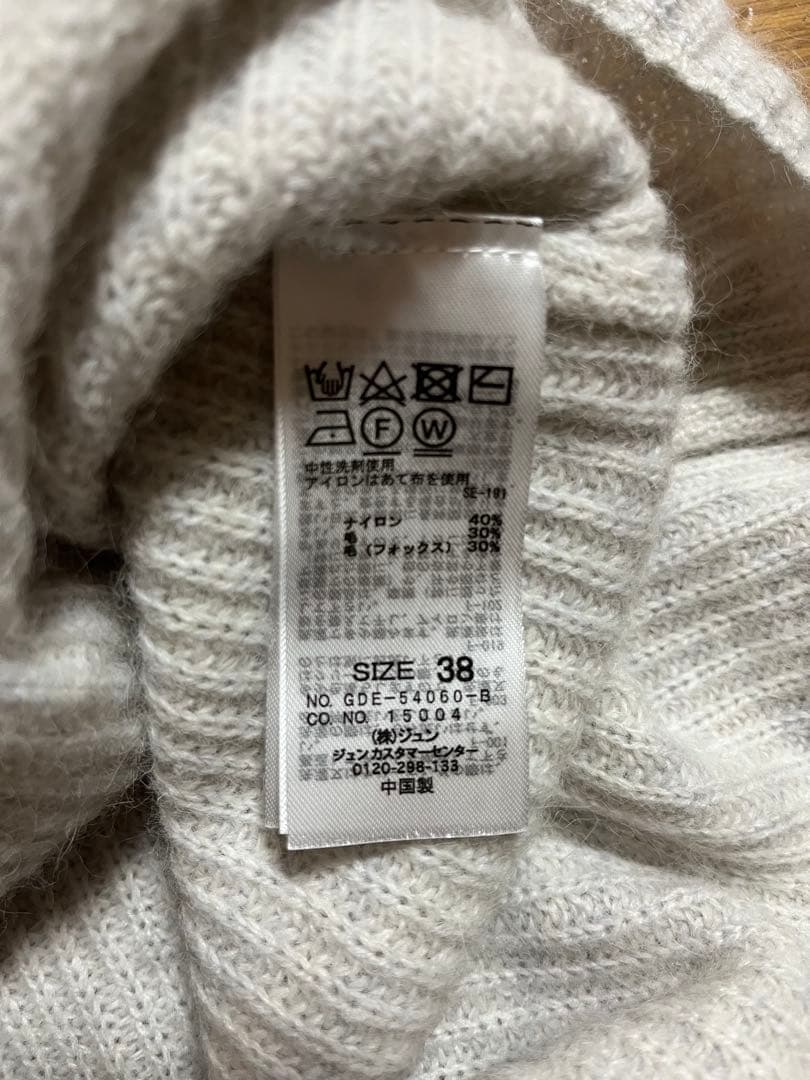 F W
中性洗剤使用
アイロンはあて布を使用
SE-191
ナイロン 40%
毛 30%
毛(フォックス) 30%
SIZE 38
NO. GDE-54060-B
CO. NO. 15004
(株)ジュン
ジュンカスタマーセンター
0120-298-133
中国製